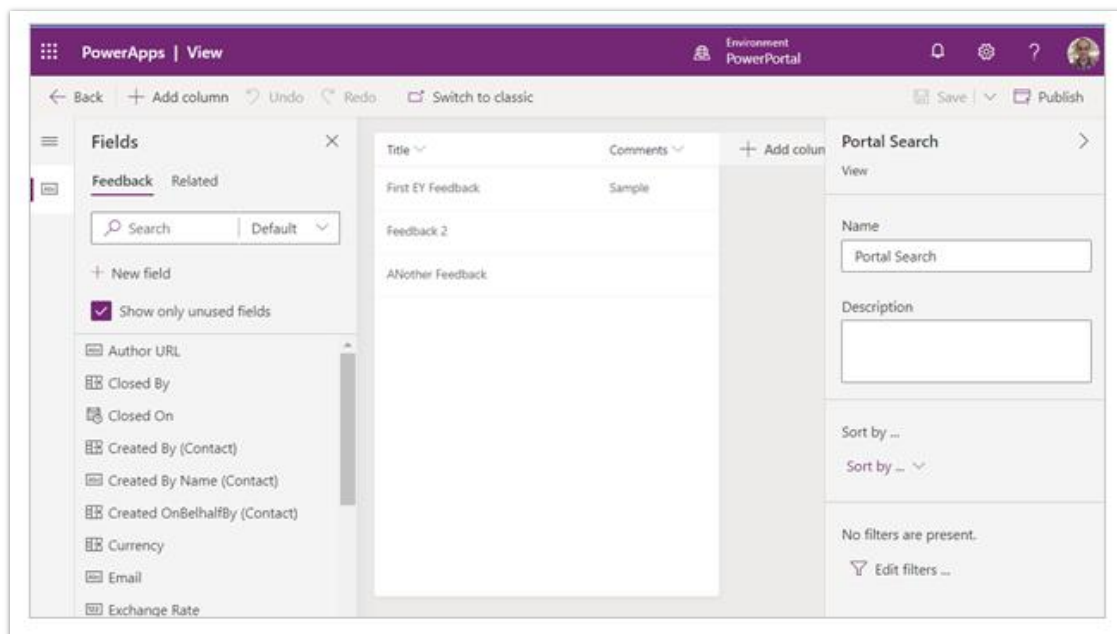 PowerApps | View
Environment
PowerPortal
?
Back
+ Add column
Undo
Redo
Switch to classic
Save
Publish
Fields
Feedback Related
Search
Default
+ New field
Show only unused fields
Abc Author URL
Closed By
Closed On
Created By (Contact)
Abc Created By Name (Contact)
Created OnBelhalfBy (Contact)
Currency
Abc Email
Exchange Rate
Title Comments
+ Add colun
First EY Feedback Sample
Feedback 2
ANother Feedback
Portal Search
View
Name
Portal Search
Description
Sort by ...
Sort by ...
No filters are present.
Edit filters ...